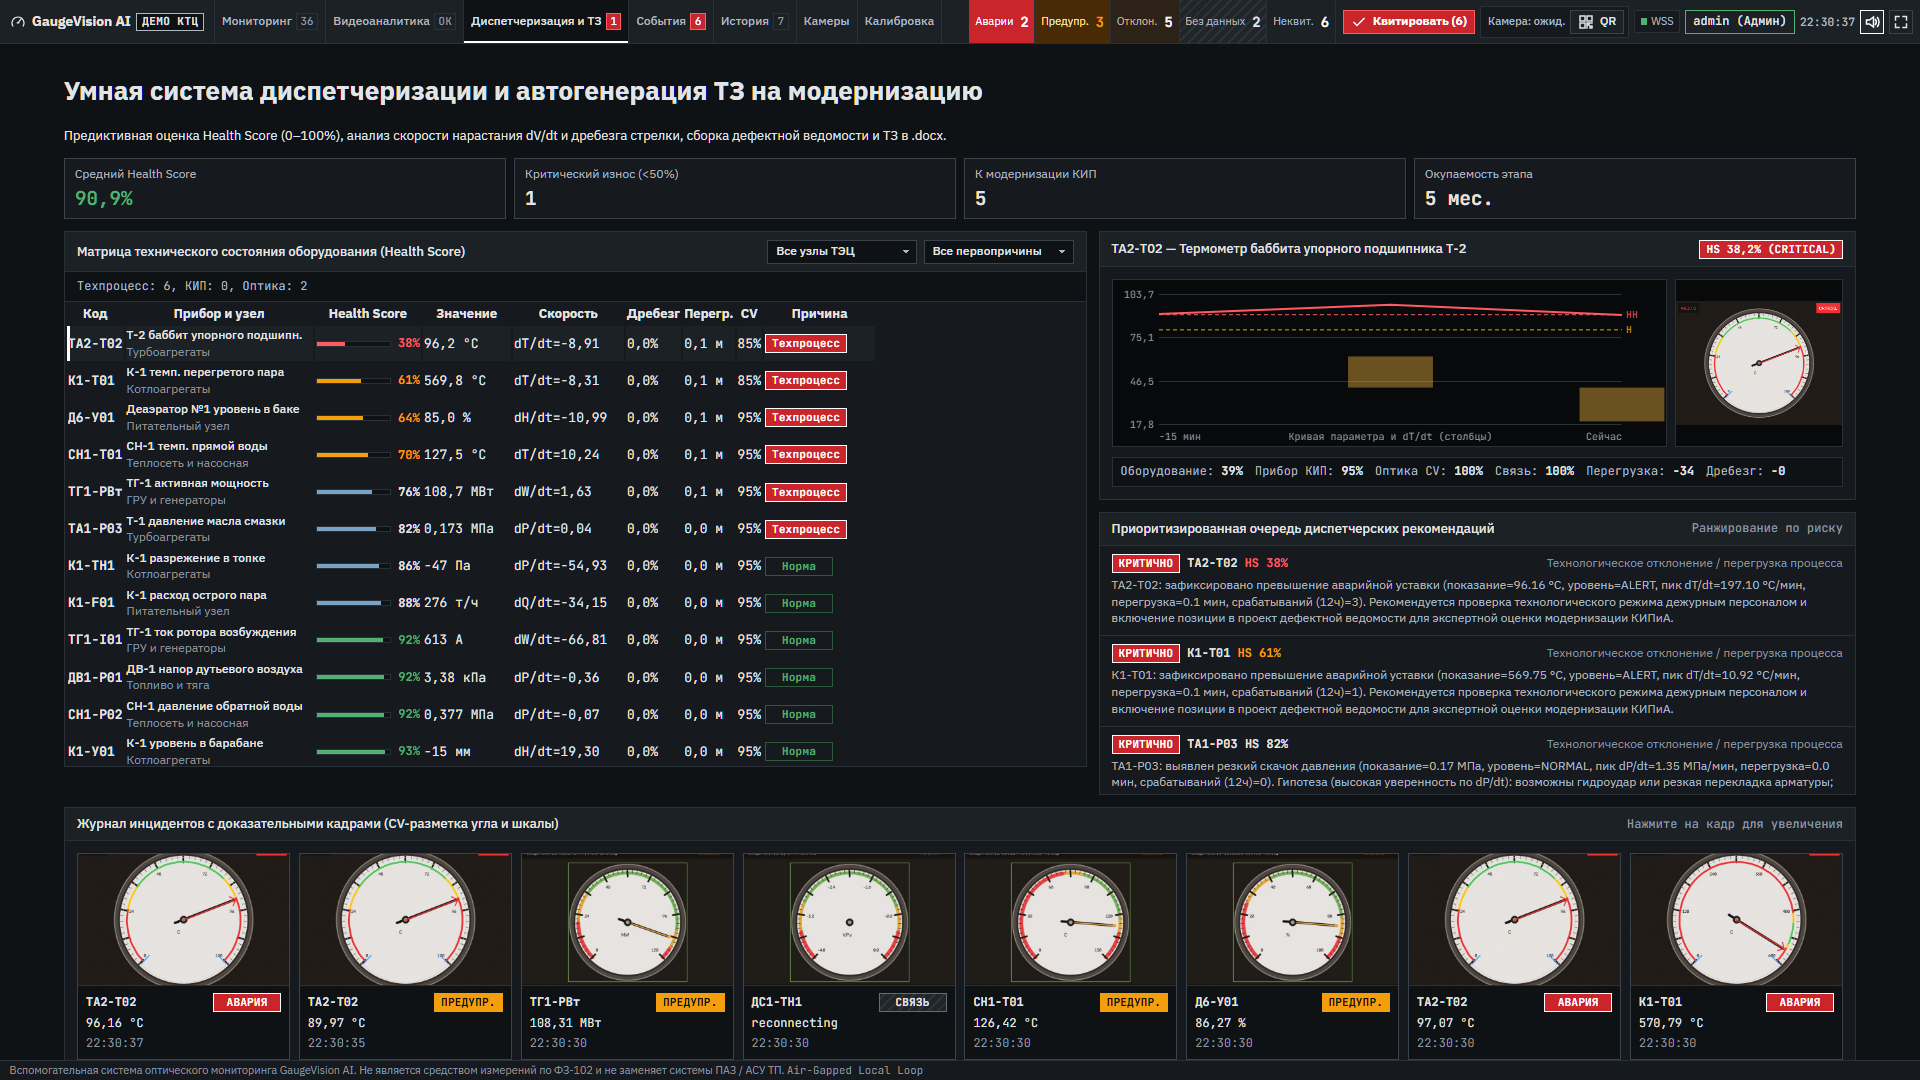 GaugeVision AI ДЕМО КТЦ Мониторинг 36 Видеоаналитика OK Диспетчеризация и ТЗ 1 События 6 История 7 Камеры Калибровка Аварии 2 Предупр. 3 Отклон. 5 Без данных 2 Неквит. 6 Квитировать (6) Камера: ожид. QR WSS admin (Админ) 22:30:37
Умная система диспетчеризации и автогенерация ТЗ на модернизацию
Предиктивная оценка Health Score (0–100%), анализ скорости нарастания dV/dt и дребезга стрелки, сборка дефектной ведомости и ТЗ в .docx.
Средний Health Score
90,9%
Критический износ (<50%)
1
К модернизации КИП
5
Окупаемость этапа
5 мес.
Матрица технического состояния оборудования (Health Score) Все узлы ТЭЦ Все первопричины
Техпроцесс: 6, КИП: 0, Оптика: 2
Код Прибор и узел Health Score Значение Скорость Дребезг Перегр. CV Причина
ТА2-Т02 Т-2 баббит упорного подшипн. 38% 96,2 °C dT/dt=-8,91 0,0% 0,1 м 85% Техпроцесс
Турбоагрегаты
К1-Т01 К-1 темп. перегретого пара 61% 569,8 °C dT/dt=-8,31 0,0% 0,1 м 85% Техпроцесс
Котлоагрегаты
Д6-У01 Деаэратор №1 уровень в баке 64% 85,0 % dH/dt=-10,99 0,0% 0,1 м 95% Техпроцесс
Питательный узел
СН1-Т01 СН-1 темп. прямой воды 70% 127,5 °C dT/dt=10,24 0,0% 0,1 м 95% Техпроцесс
Теплосеть и насосная
ТГ1-РВт ТГ-1 активная мощность 76% 108,7 МВт dW/dt=1,63 0,0% 0,1 м 95% Техпроцесс
ГРУ и генераторы
ТА1-Р03 Т-1 давление масла смазки 82% 0,173 МПа dP/dt=0,04 0,0% 0,0 м 95% Техпроцесс
Турбоагрегаты
К1-ТН1 К-1 разрежение в топке 86% -47 Па dP/dt=-54,93 0,0% 0,0 м 95% Норма
Котлоагрегаты
К1-F01 К-1 расход острого пара 88% 276 т/ч dQ/dt=-34,15 0,0% 0,0 м 95% Норма
Питательный узел
ТГ1-I01 ТГ-1 ток ротора возбуждения 92% 613 А dW/dt=-66,81 0,0% 0,0 м 95% Норма
ГРУ и генераторы
ДВ1-Р01 ДВ-1 напор дутьевого воздуха 92% 3,38 кПа dP/dt=-0,36 0,0% 0,0 м 95% Норма
Топливо и тяга
СН1-Р02 СН-1 давление обратной воды 92% 0,377 МПа dP/dt=-0,07 0,0% 0,0 м 95% Норма
Теплосеть и насосная
К1-У01 К-1 уровень в барабане 93% -15 мм dH/dt=19,30 0,0% 0,0 м 95% Норма
Котлоагрегаты
ТА2-Т02 — Термометр баббита упорного подшипника Т-2 HS 38,2% (CRITICAL)
103,7
HH
H
75,1
46,5
17,8
-15 мин Кривая параметра и dT/dt (столбцы) Сейчас
Оборудование: 39% Прибор КИП: 95% Оптика CV: 100% Связь: 100% Перегрузка: -34 Дребезг: -0
Приоритизированная очередь диспетчерских рекомендаций Ранжирование по риску
КРИТИЧНО ТА2-Т02 HS 38% Технологическое отклонение / перегрузка процесса
ТА2-Т02: зафиксировано превышение аварийной уставки (показание=96.16 °C, уровень=ALERT, пик dT/dt=197.10 °C/мин,
перегрузка=0.1 мин, срабатываний (12ч)=3). Рекомендуется проверка технологического режима дежурным персоналом и
включение позиции в проект дефектной ведомости для экспертной оценки модернизации КИПиА.
КРИТИЧНО К1-Т01 HS 61% Технологическое отклонение / перегрузка процесса
К1-Т01: зафиксировано превышение аварийной уставки (показание=569.75 °C, уровень=ALERT, пик dT/dt=10.92 °C/мин,
перегрузка=0.1 мин, срабатываний (12ч)=1). Рекомендуется проверка технологического режима дежурным персоналом и
включение позиции в проект дефектной ведомости для экспертной оценки модернизации КИПиА.
КРИТИЧНО ТА1-Р03 HS 82% Технологическое отклонение / перегрузка процесса
ТА1-Р03: выявлен резкий скачок давления (показание=0.17 МПа, уровень=NORMAL, пик dP/dt=1.35 МПа/мин, перегрузка=0.0
мин, срабатываний (12ч)=0). Гипотеза (высокая уверенность по dP/dt): возможны гидроудар или резкая перекладка арматуры;
Журнал инцидентов с доказательными кадрами (CV-разметка угла и шкалы) Нажмите на кадр для увеличения
ТА2-Т02 АВАРИЯ
96,16 °C
22:30:37
ТА2-Т02 ПРЕДУПР.
89,97 °C
22:30:35
ТГ1-РВт ПРЕДУПР.
108,31 МВт
22:30:30
ДС1-ТН1 СВЯЗЬ
reconnecting
22:30:30
СН1-Т01 ПРЕДУПР.
126,42 °C
22:30:30
Д6-У01 ПРЕДУПР.
86,27 %
22:30:30
ТА2-Т02 АВАРИЯ
97,07 °C
22:30:30
К1-Т01 АВАРИЯ
570,79 °C
22:30:30
Вспомогательная система оптического мониторинга GaugeVision AI. Не является средством измерений по ФЗ-102 и не заменяет системы ПАЗ / АСУ ТП. Air-Gapped Local Loop